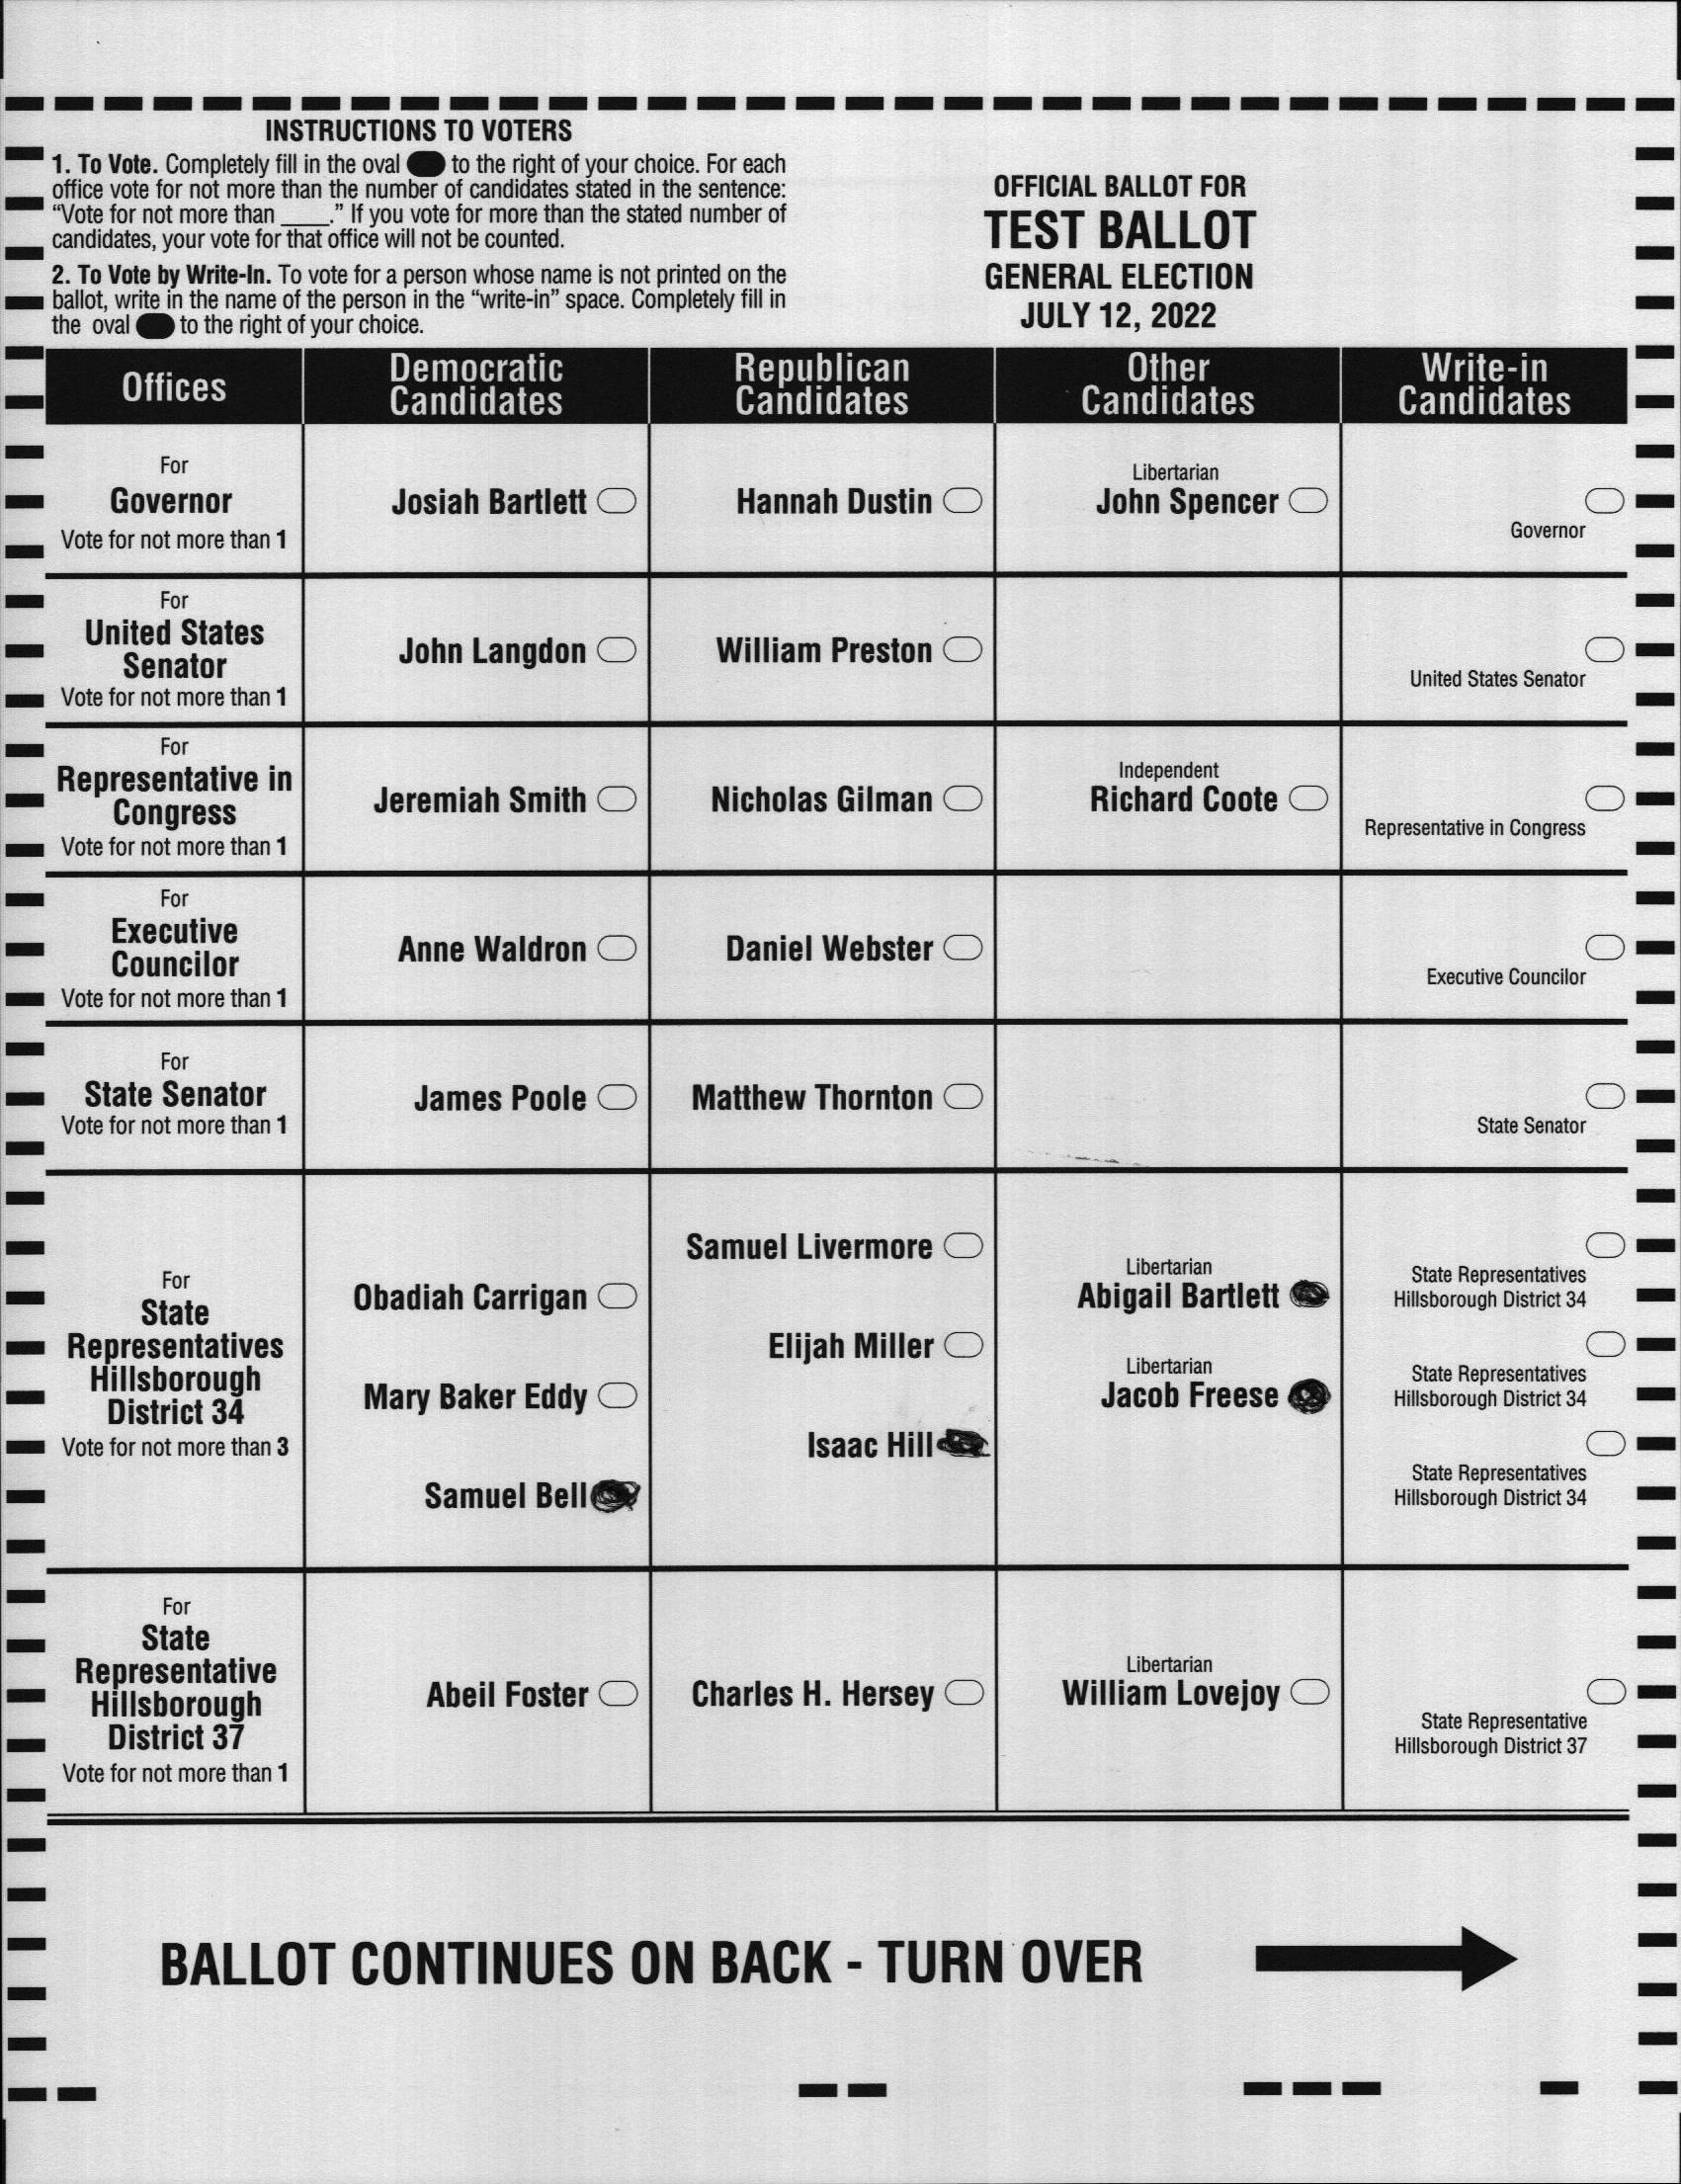 INSTRUCTIONS TO VOTERS
1. To Vote. Completely fill in the oval to the right of your choice. For each
office vote for not more than the number of candidates stated in the sentence:
“Vote for not more than ____.” If you vote for more than the stated number of
candidates, your vote for that office will not be counted.
2. To Vote by Write-In. To vote for a person whose name is not printed on the
ballot, write in the name of the person in the “write-in” space. Completely fill in
the oval to the right of your choice.
OFFICIAL BALLOT FOR
TEST BALLOT
GENERAL ELECTION
JULY 12, 2022
Offices
Democratic
Candidates
Republican
Candidates
Other
Candidates
Write-in
Candidates
For
Governor
Vote for not more than 1
Josiah Bartlett
Hannah Dustin
Libertarian
John Spencer
Governor
For
United States
Senator
Vote for not more than 1
John Langdon
William Preston
United States Senator
For
Representative in
Congress
Vote for not more than 1
Jeremiah Smith
Nicholas Gilman
Independent
Richard Coote
Representative in Congress
For
Executive
Councilor
Vote for not more than 1
Anne Waldron
Daniel Webster
Executive Councilor
For
State Senator
Vote for not more than 1
James Poole
Matthew Thornton
State Senator
For
State
Representatives
Hillsborough
District 34
Vote for not more than 3
Obadiah Carrigan
Mary Baker Eddy
Samuel Bell
Samuel Livermore
Elijah Miller
Isaac Hill
Libertarian
Abigail Bartlett
Libertarian
Jacob Freese
State Representatives
Hillsborough District 34
State Representatives
Hillsborough District 34
State Representatives
Hillsborough District 34
For
State
Representative
Hillsborough
District 37
Vote for not more than 1
Abeil Foster
Charles H. Hersey
Libertarian
William Lovejoy
State Representative
Hillsborough District 37
BALLOT CONTINUES ON BACK - TURN OVER